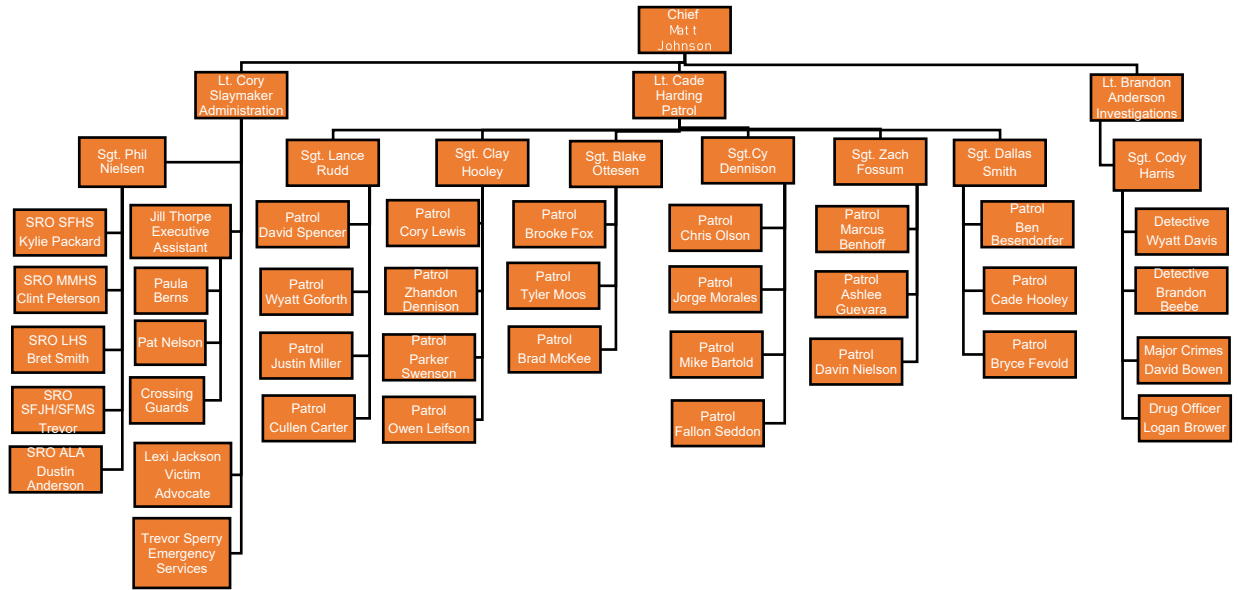 Chief
Matt
Johnson
Lt. Cory
Slaymaker
Administration
Lt. Cade
Harding
Patrol
Lt. Brandon
Anderson
Investigations
Sgt. Phil
Nielsen
Sgt. Lance
Rudd
Sgt. Clay
Hooley
Sgt. Blake
Ottesen
Sgt.Cy
Dennison
Sgt. Zach
Fossum
Sgt. Dallas
Smith
Sgt. Cody
Harris
SRO SFHS
Kylie Packard
SRO MMHS
Clint Peterson
SRO LHS
Bret Smith
SRO
SFJH/SFMS
Trevor
SRO ALA
Dustin
Anderson
Jill Thorpe
Executive
Assistant
Paula
Berns
Pat Nelson
Crossing
Guards
Lexi Jackson
Victim
Advocate
Trevor Sperry
Emergency
Services
Patrol
David Spencer
Patrol
Wyatt Goforth
Patrol
Justin Miller
Patrol
Cullen Carter
Patrol
Cory Lewis
Patrol
Zhandon
Dennison
Patrol
Parker
Swenson
Patrol
Owen Leifson
Patrol
Brooke Fox
Patrol
Tyler Moos
Patrol
Brad McKee
Patrol
Chris Olson
Patrol
Jorge Morales
Patrol
Mike Bartold
Patrol
Fallon Seddon
Patrol
Marcus
Benhoff
Patrol
Ashlee
Guevara
Patrol
Davin Nielson
Patrol
Ben
Besendorfer
Patrol
Cade Hooley
Patrol
Bryce Fevold
Detective
Wyatt Davis
Detective
Brandon
Beebe
Major Crimes
David Bowen
Drug Officer
Logan Brower